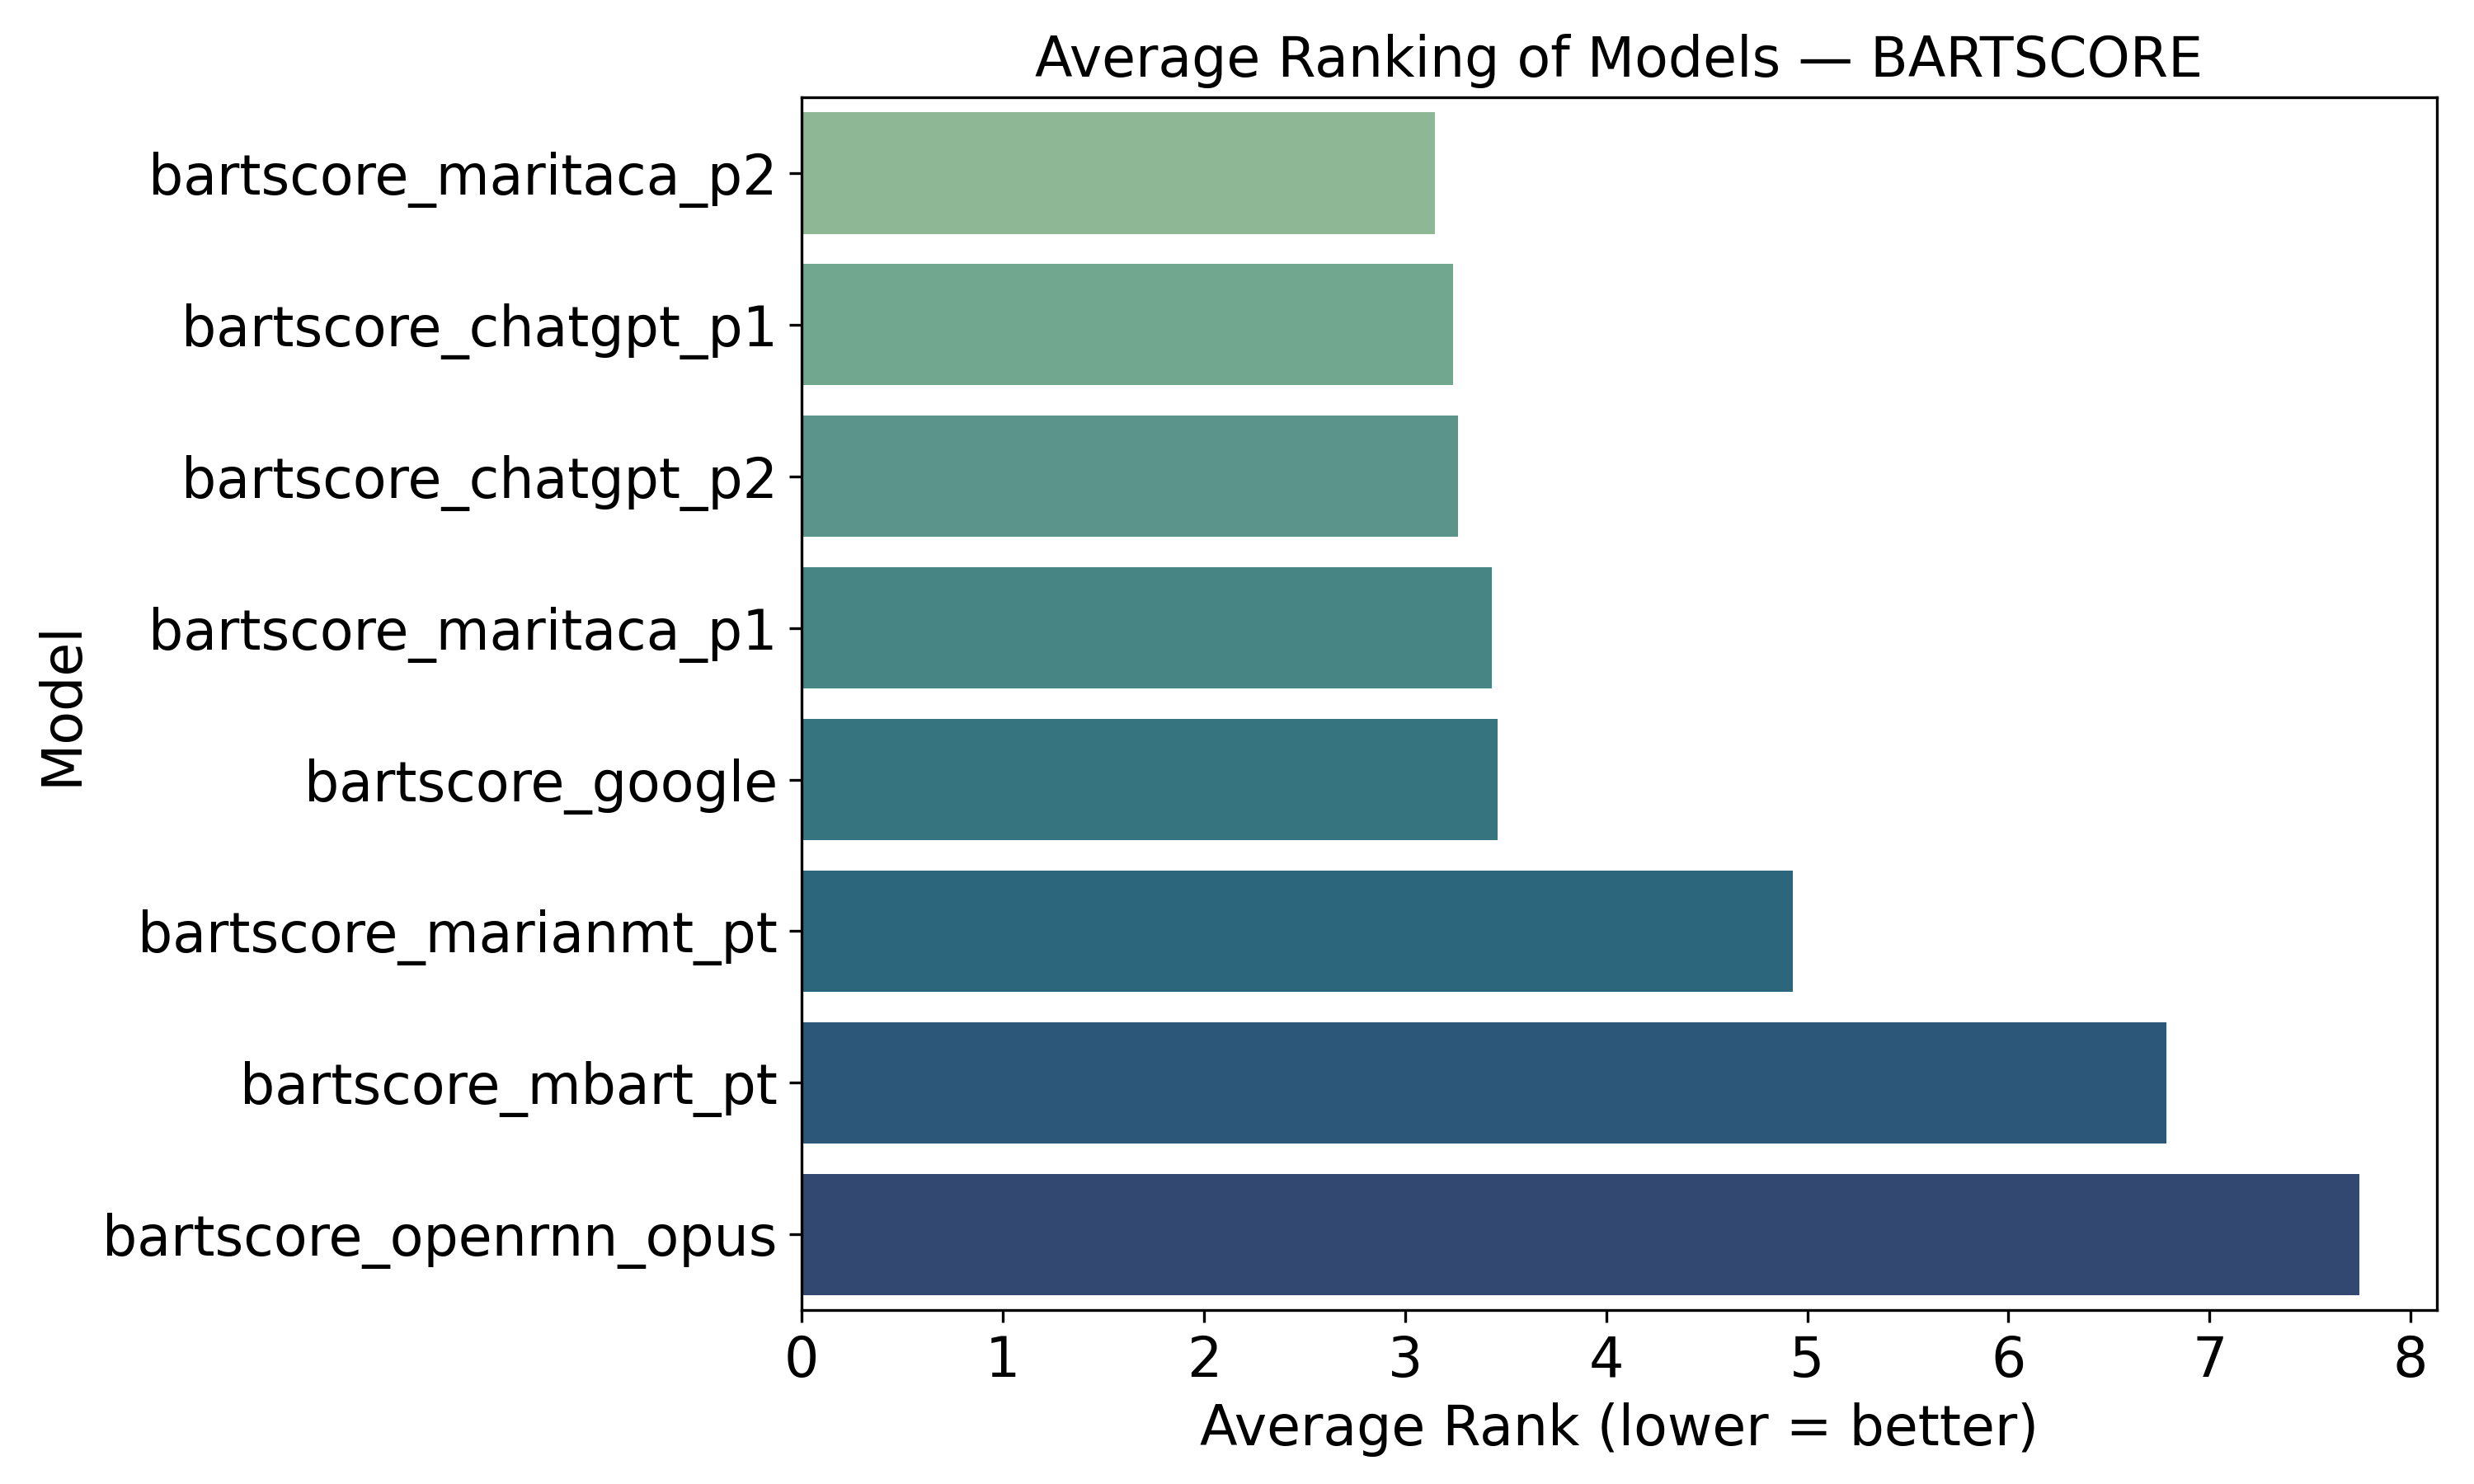 Average Ranking of Models — BARTSCORE
bartscore_maritaca_p2
bartscore_chatgpt_p1
bartscore_chatgpt_p2
bartscore_maritaca_p1
bartscore_google
bartscore_marianmt_pt
bartscore_mbart_pt
bartscore_opennrnn_opus
Model
0 1 2 3 4 5 6 7 8
Average Rank (lower = better)